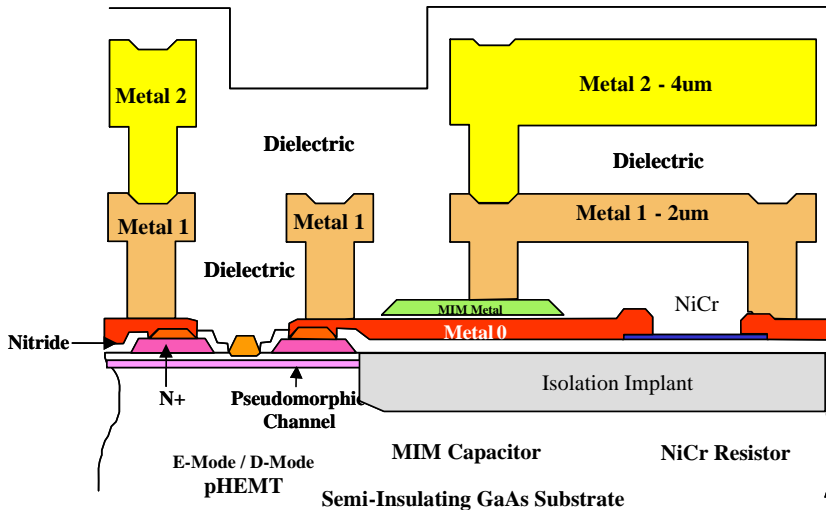 Metal 2
Metal 2 - 4um
Dielectric
Dielectric
Metal 1
Metal 1
Metal 1 - 2um
Dielectric
MIM Metal
NiCr
Metal 0
Nitride
N+
Pseudomorphic
Channel
Isolation Implant
E-Mode / D-Mode
pHEMT
MIM Capacitor
NiCr Resistor
Semi-Insulating GaAs Substrate